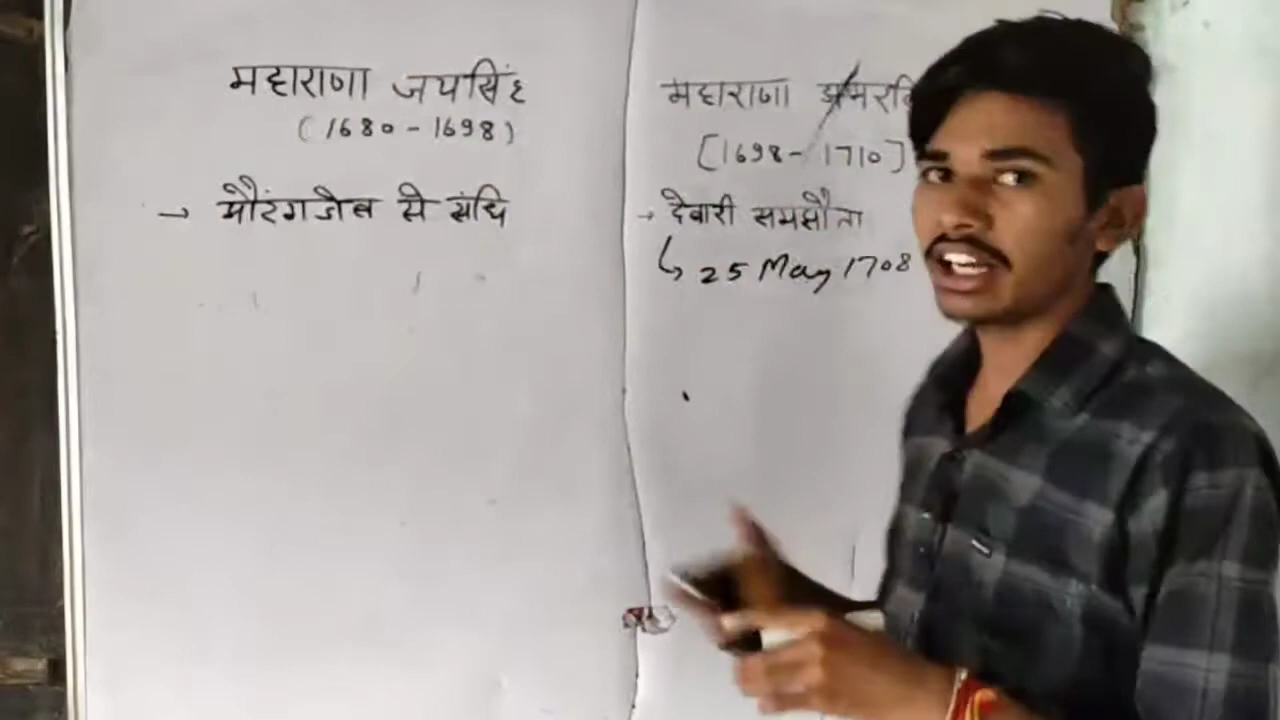 महाराणा जयसिंह
(1680-1698)
→ औरंगजेब से संधि
महाराणा अमरसि
[1698-1710]
→ देबारी समझौता
↳ 25 May 1708